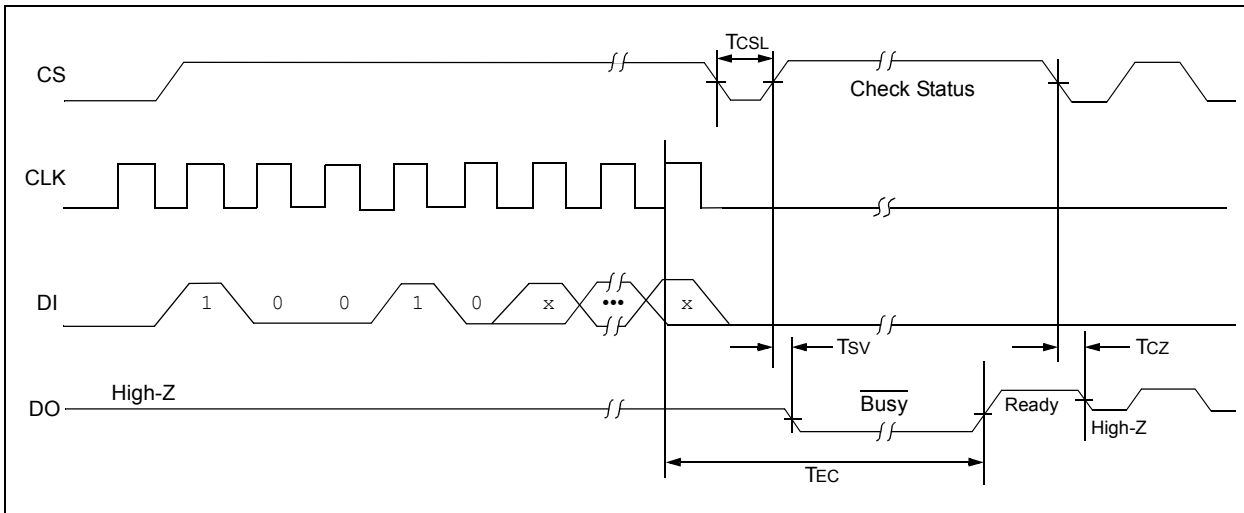 TCSL
CS
Check Status
CLK
DI
1 0 0 1 0 x ••• x
TSV
TCZ
High-Z
DO
Busy
Ready
High-Z
TEC